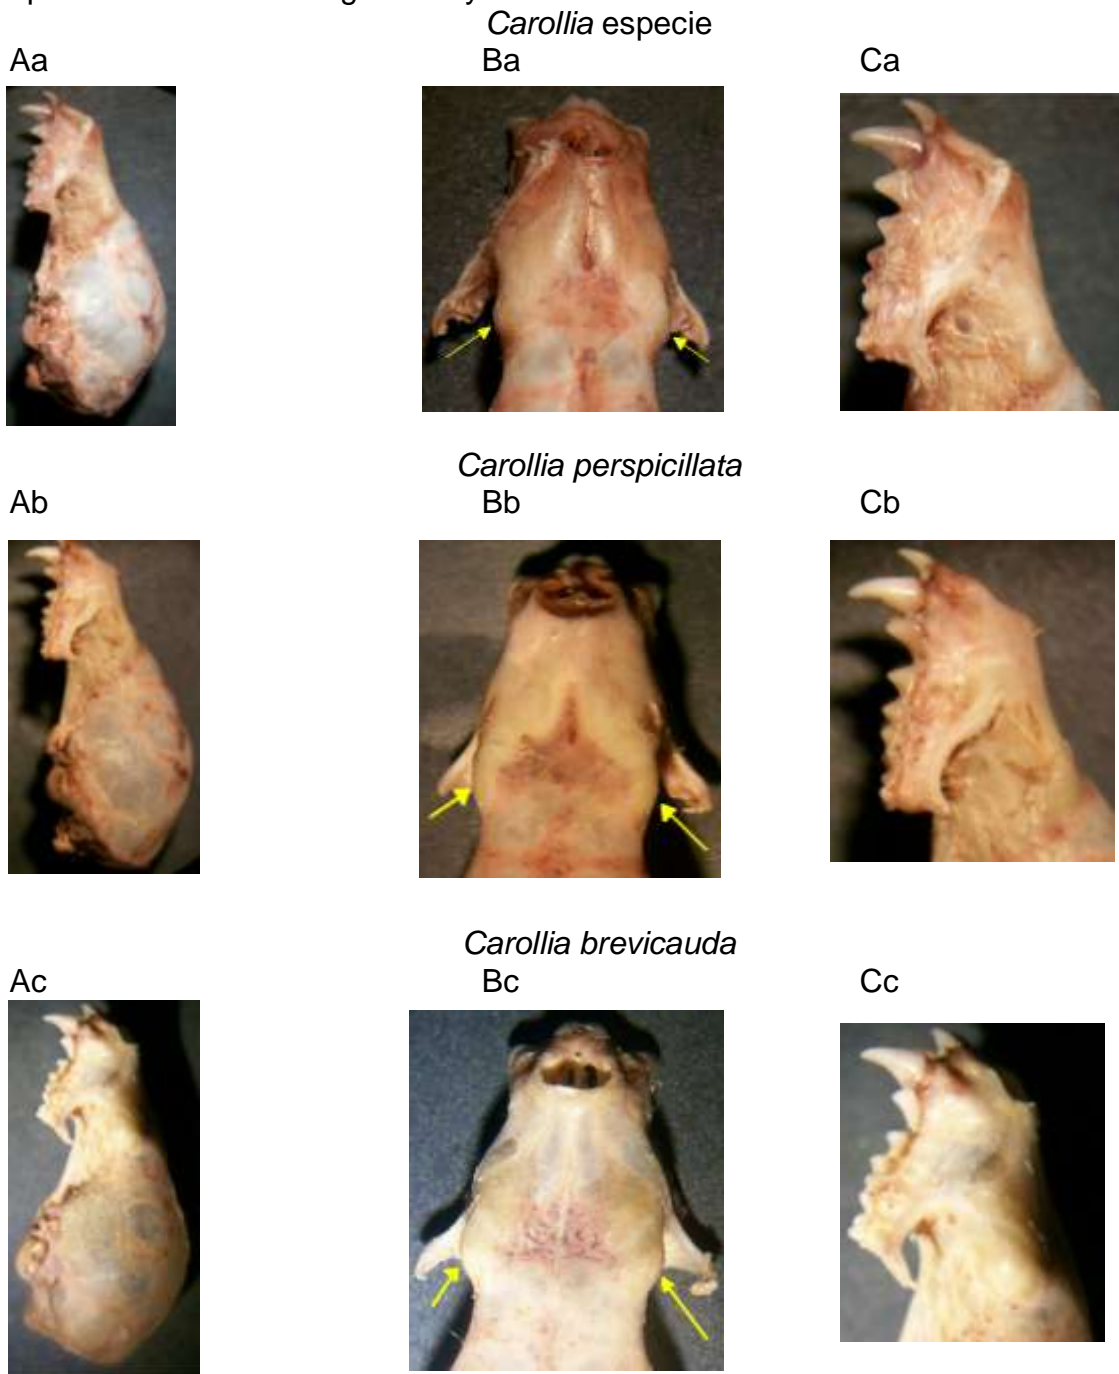 Carollia especie
Aa Ba Ca
Carollia perspicillata
Ab Bb Cb
Carollia brevicauda
Ac Bc Cc